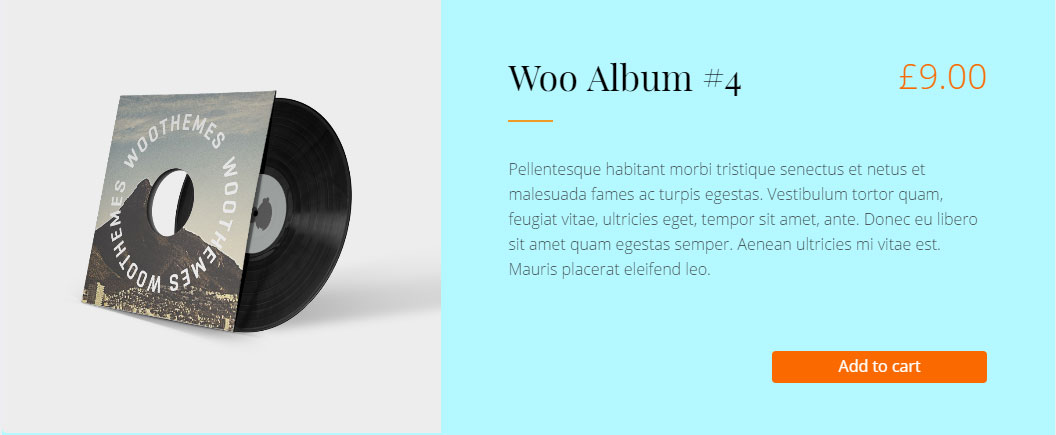 WOOTHEMES WOOTHEMES WOOTHEMES WOOTHEMES
Woo Album #4
£9.00
Pellentesque habitant morbi tristique senectus et netus et
malesuada fames ac turpis egestas. Vestibulum tortor quam,
feugiat vitae, ultricies eget, tempor sit amet, ante. Donec eu libero
sit amet quam egestas semper. Aenean ultricies mi vitae est.
Mauris placerat eleifend leo.
Add to cart